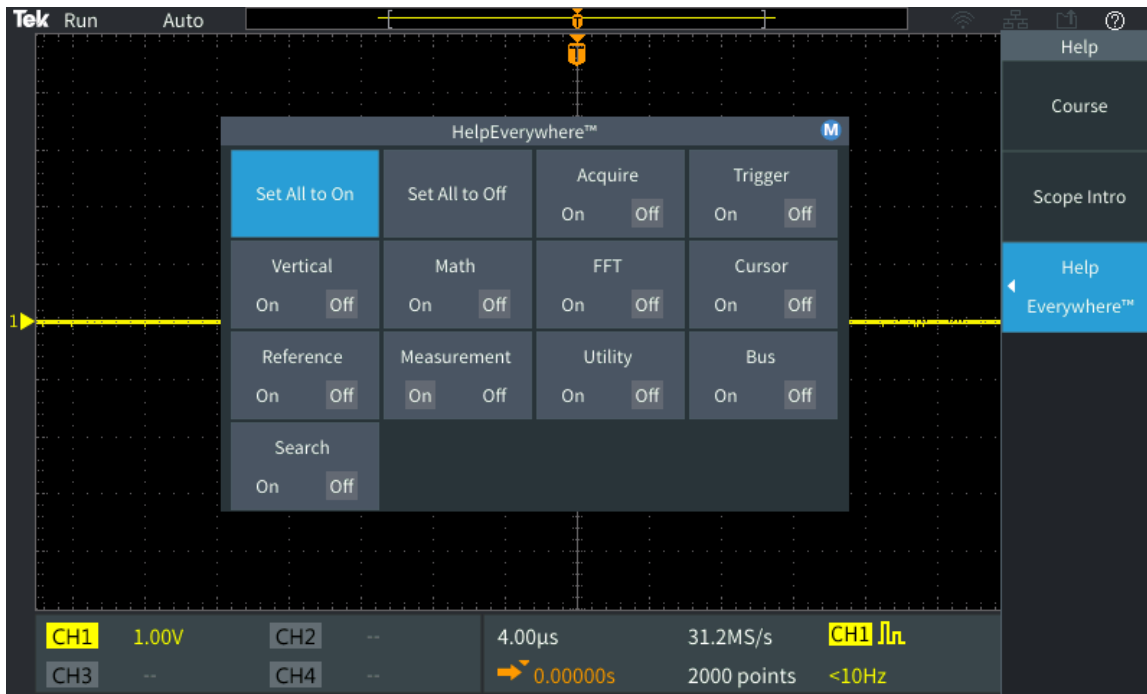 Tek Run Auto T ?
T
Help
Course
Scope Intro
Help
Everywhere™
HelpEverywhere™ M
Set All to On
Set All to Off
Acquire
On Off
Trigger
On Off
Vertical
On Off
Math
On Off
FFT
On Off
Cursor
On Off
Reference
On Off
Measurement
On Off
Utility
On Off
Bus
On Off
Search
On Off
1
CH1 1.00V CH2 --
CH3 -- CH4 --
4.00µs 31.2MS/s CH1
0.00000s 2000 points <10Hz